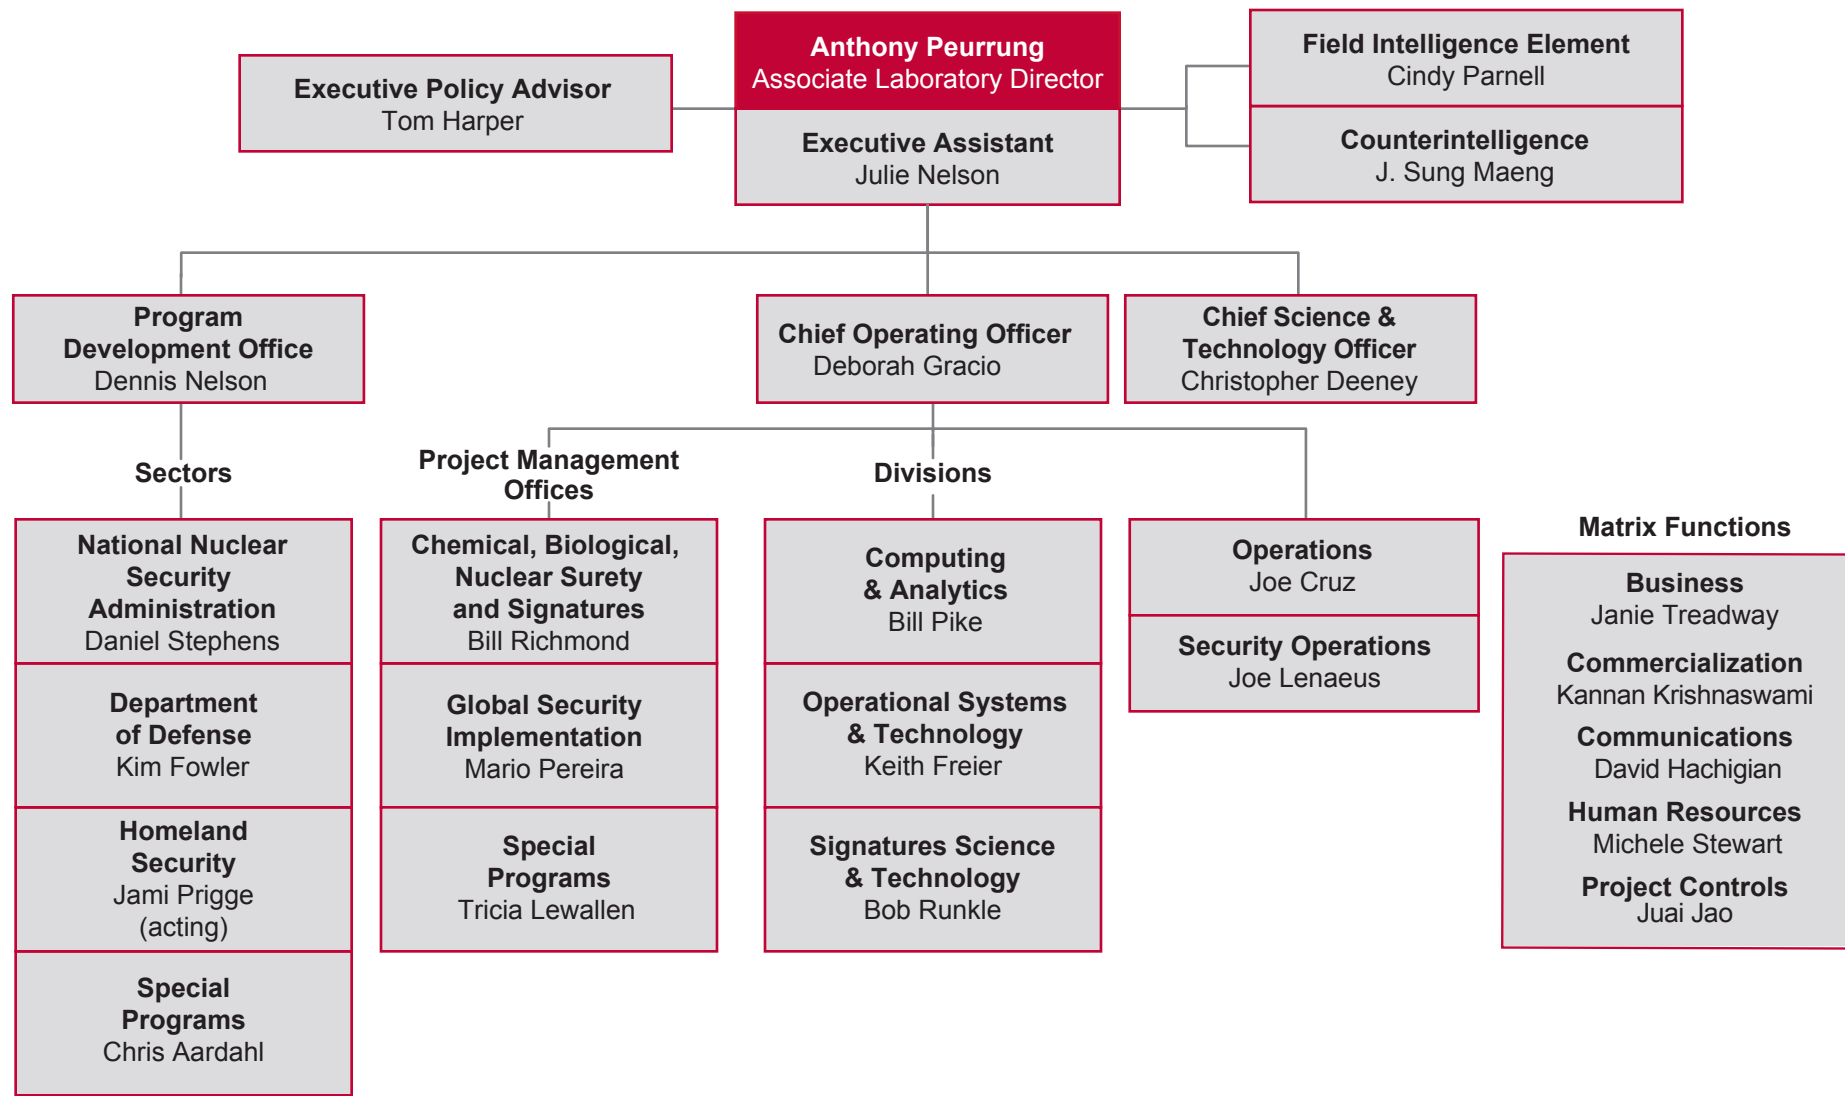 Anthony Peurrung
Associate Laboratory Director
Executive Assistant
Julie Nelson
Executive Policy Advisor
Tom Harper
Field Intelligence Element
Cindy Parnell
Counterintelligence
J. Sung Maeng
Program
Development Office
Dennis Nelson
Chief Operating Officer
Deborah Gracio
Chief Science &
Technology Officer
Christopher Deeney
Sectors
National Nuclear
Security
Administration
Daniel Stephens
Department
of Defense
Kim Fowler
Homeland
Security
Jami Prigge
(acting)
Special
Programs
Chris Aardahl
Project Management
Offices
Chemical, Biological,
Nuclear Surety
and Signatures
Bill Richmond
Global Security
Implementation
Mario Pereira
Special
Programs
Tricia Lewallen
Divisions
Computing
& Analytics
Bill Pike
Operational Systems
& Technology
Keith Freier
Signatures Science
& Technology
Bob Runkle
Operations
Joe Cruz
Security Operations
Joe Lenaeus
Matrix Functions
Business
Janie Treadway
Commercialization
Kannan Krishnaswami
Communications
David Hachigian
Human Resources
Michele Stewart
Project Controls
Juai Jao